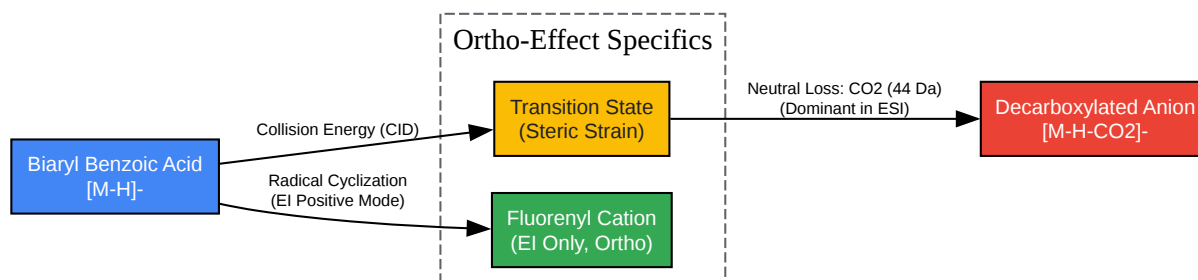 Ortho-Effect Specifics
Biaryl Benzoic Acid
[M-H]-
Collision Energy (CID)
Radical Cyclization
(EI Positive Mode)
Transition State
(Steric Strain)
Fluorenyl Cation
(EI Only, Ortho)
Neutral Loss: CO2 (44 Da)
(Dominant in ESI)
Decarboxylated Anion
[M-H-CO2]-